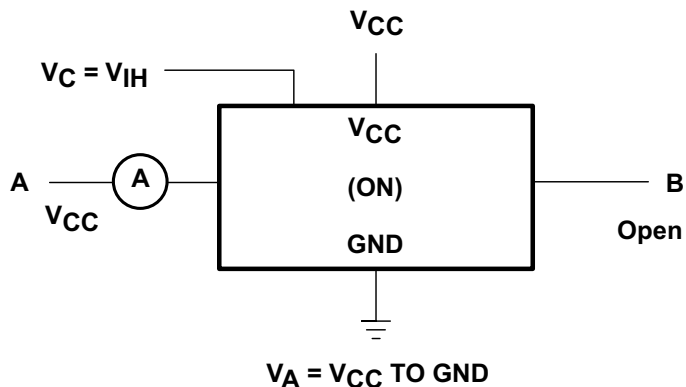 VCC
VC = VIH
VCC
A
A
(ON)
B
VCC
Open
GND
VA = VCC TO GND